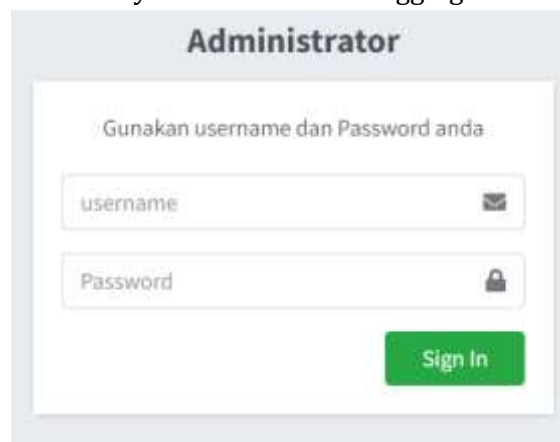 Administrator
Gunakan username dan Password anda
username
Password
Sign In